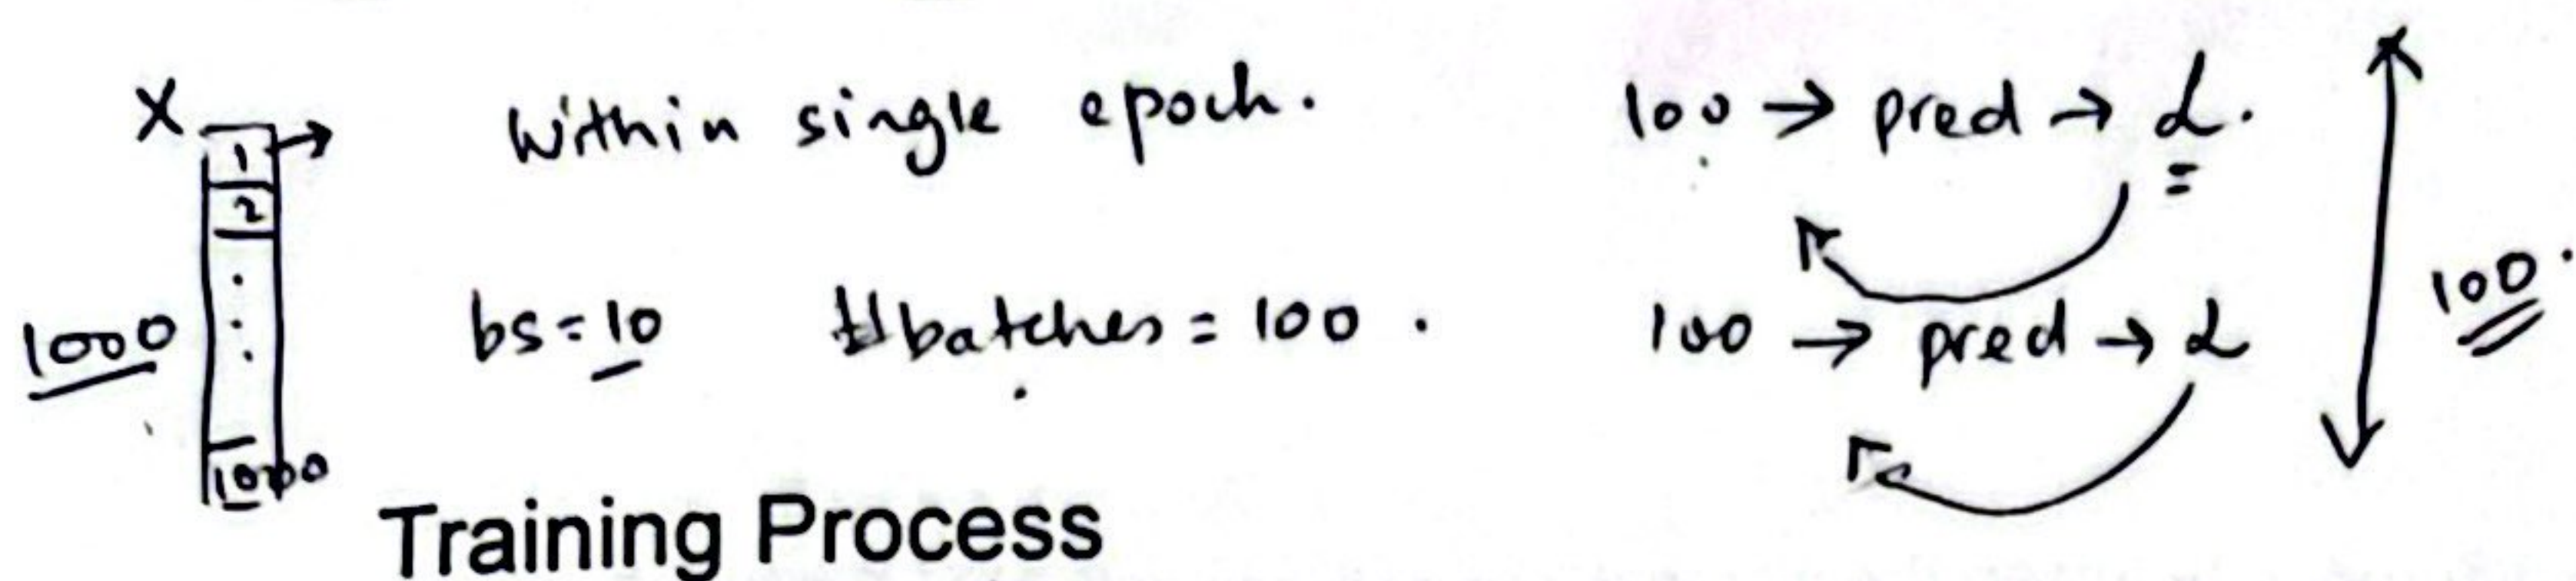 X
1
2
1000
1000
within single epoch.
bs = 10 #batches = 100.
100 → pred → L.
100 → pred → L
100.
Training Process